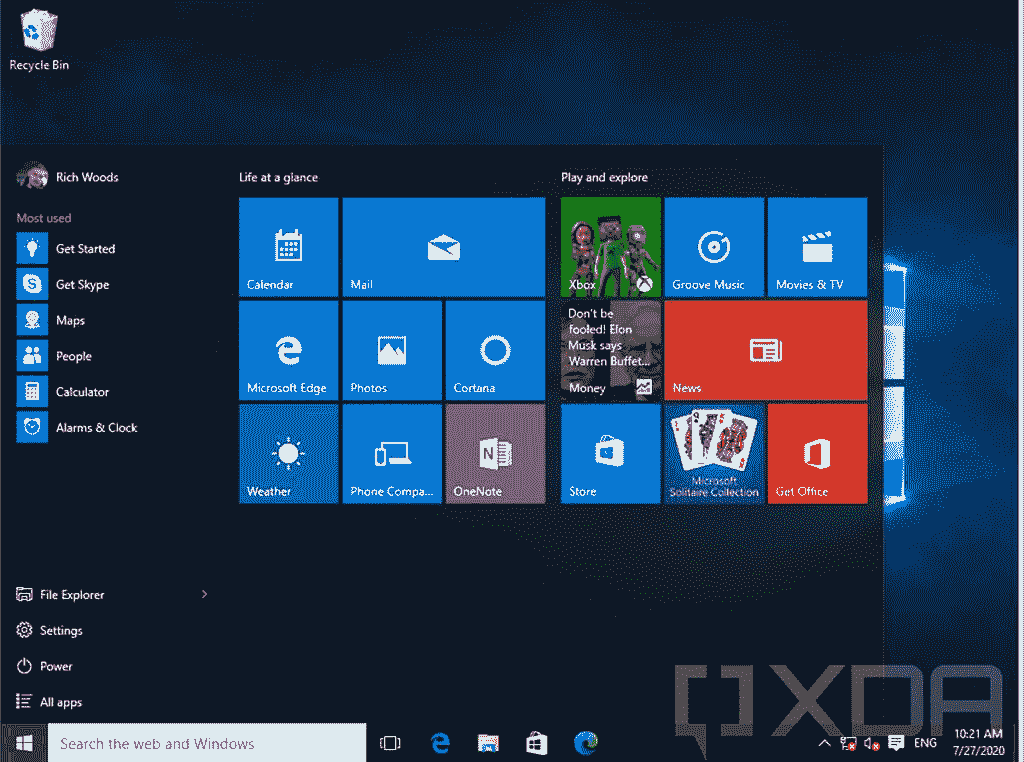 Recycle Bin
Rich Woods
Most used
Get Started
Get Skype
Maps
People
Calculator
Alarms & Clock
File Explorer
Settings
Power
All apps
Life at a glance
Calendar
Mail
Microsoft Edge
Photos
Cortana
Weather
Phone Compa...
OneNote
Play and explore
Xbox
Groove Music
Movies & TV
Don't be
fooled! Elon
Musk says
Warren Buffet...
Money
News
Store
Microsoft
Solitaire Collection
Get Office
XDA
Search the web and Windows
ENG
10:21 AM
7/27/2020